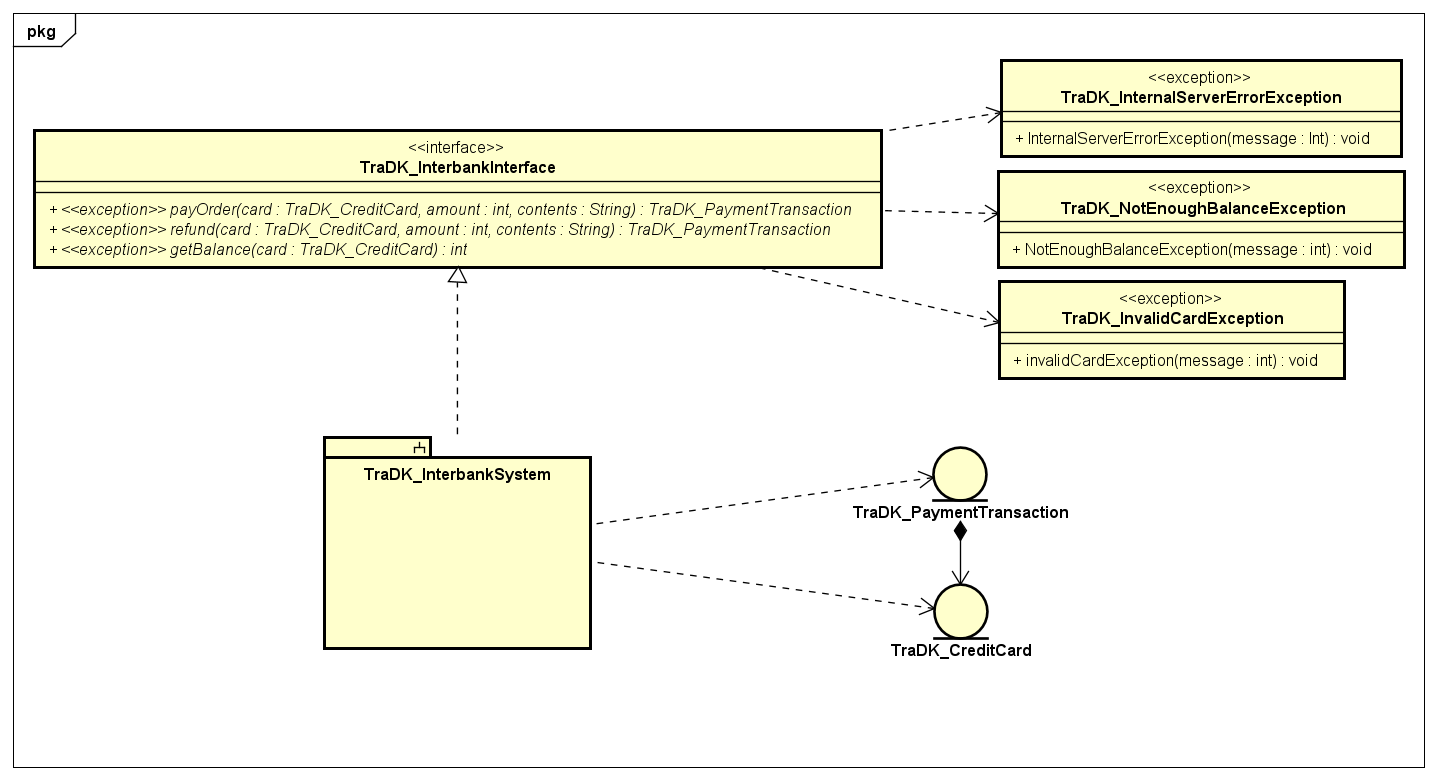 pkg
<<exception>>
TraDK_InternalServerErrorException
+ InternalServerErrorException(message : Int) : void
<<interface>>
TraDK_InterbankInterface
+ <<exception>> payOrder(card : TraDK_CreditCard, amount : int, contents : String) : TraDK_PaymentTransaction
+ <<exception>> refund(card : TraDK_CreditCard, amount : int, contents : String) : TraDK_PaymentTransaction
+ <<exception>> getBalance(card : TraDK_CreditCard) : int
<<exception>>
TraDK_NotEnoughBalanceException
+ NotEnoughBalanceException(message : int) : void
<<exception>>
TraDK_InvalidCardException
+ invalidCardException(message : int) : void
TraDK_InterbankSystem
TraDK_PaymentTransaction
TraDK_CreditCard